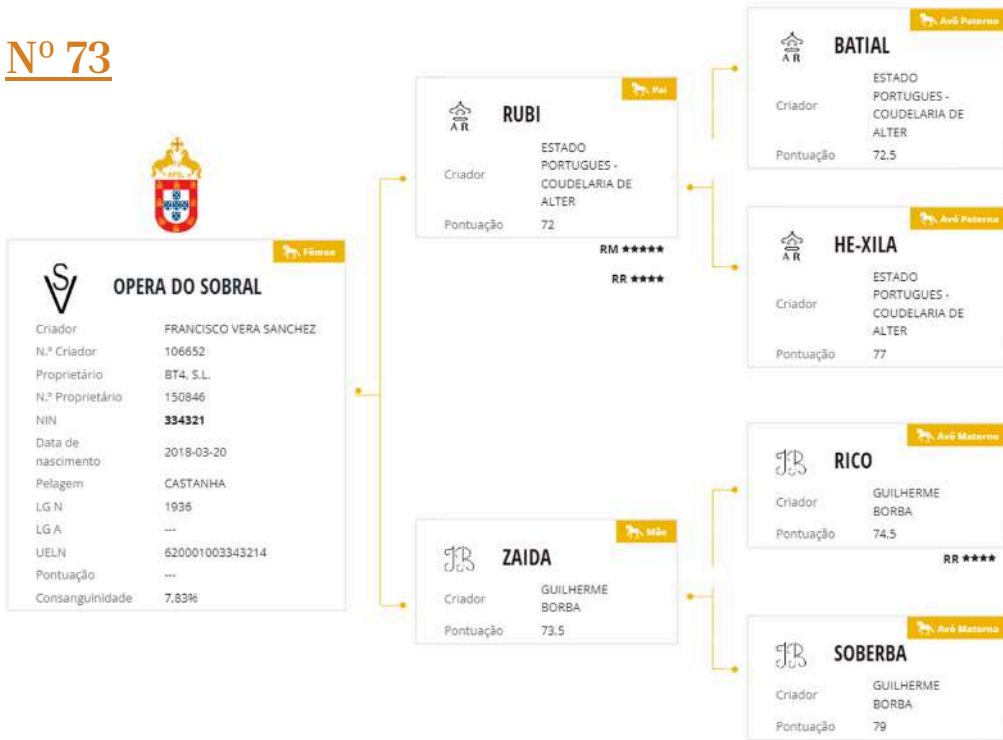 Nº 73
Fêmea
OPERA DO SOBRAL
Criador FRANCISCO VERA SANCHEZ
N.º Criador 106652
Proprietário BT4, S.L.
N.º Proprietário 150846
NIN 334321
Data de
nascimento 2018-03-20
Pelagem CASTANHA
LG N 1936
LG A ---
UELN 620001003343214
Pontuação ---
Consanguinidade 7,83%
Pai
AR
RUBI
Criador ESTADO
PORTUGUES -
COUDELARIA DE
ALTER
Pontuação 72
RM ★★★★★
RR ★★★★
Mãe
ZAIDA
Criador GUILHERME
BORBA
Pontuação 73.5
Avô Paterno
AR
BATIAL
Criador ESTADO
PORTUGUES -
COUDELARIA DE
ALTER
Pontuação 72.5
Avó Paterna
AR
HE-XILA
Criador ESTADO
PORTUGUES -
COUDELARIA DE
ALTER
Pontuação 77
Avô Materno
RICO
Criador GUILHERME
BORBA
Pontuação 74.5
RR ★★★★
Avó Materna
SOBERBA
Criador GUILHERME
BORBA
Pontuação 79